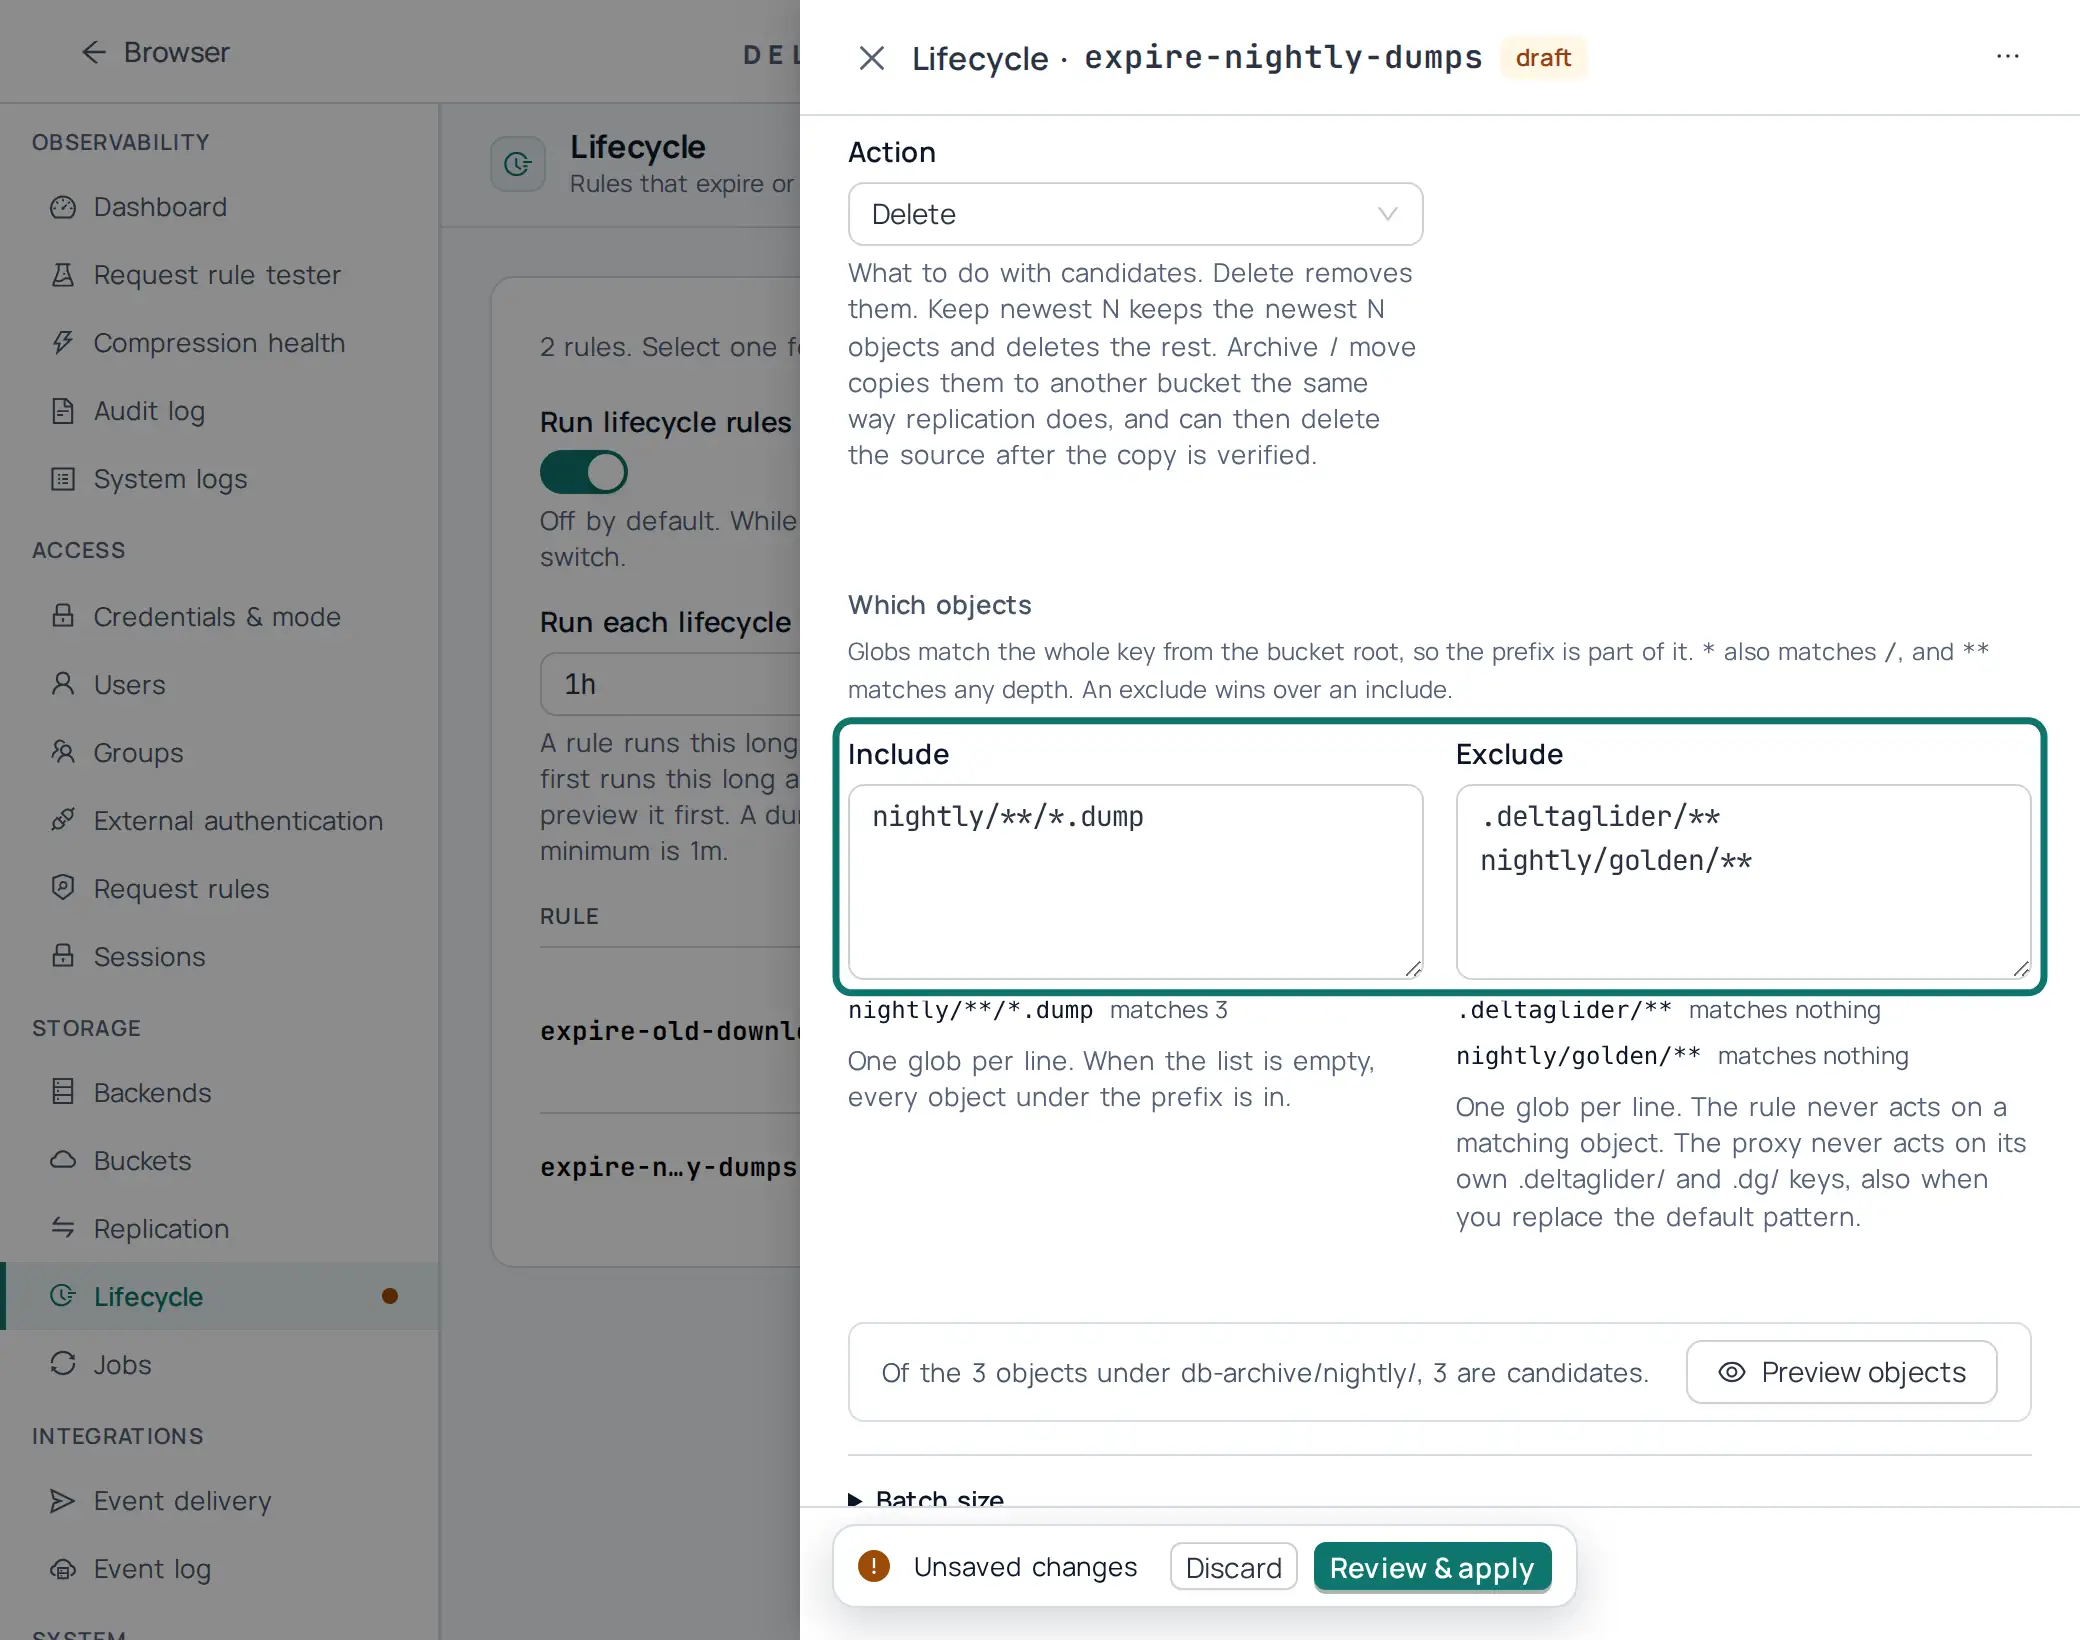 Browser
DEL
OBSERVABILITY
Dashboard
Request rule tester
Compression health
Audit log
System logs
ACCESS
Credentials & mode
Users
Groups
External authentication
Request rules
Sessions
STORAGE
Backends
Buckets
Replication
Lifecycle
Jobs
INTEGRATIONS
Event delivery
Event log
SYSTEM
Lifecycle
Rules that expire or
2 rules. Select one f
Run lifecycle rules
Off by default. While
switch.
Run each lifecycle
1h
A rule runs this long
first runs this long a
preview it first. A du
minimum is 1m.
RULE
expire-old-downl
expire-n…y-dumps
Lifecycle · expire-nightly-dumps
draft
...
Action
Delete
What to do with candidates. Delete removes
them. Keep newest N keeps the newest N
objects and deletes the rest. Archive / move
copies them to another bucket the same
way replication does, and can then delete
the source after the copy is verified.
Which objects
Globs match the whole key from the bucket root, so the prefix is part of it. * also matches /, and **
matches any depth. An exclude wins over an include.
Include
nightly/**/*.dump
nightly/**/*.dump matches 3
One glob per line. When the list is empty,
every object under the prefix is in.
Exclude
.deltaglider/**
nightly/golden/**
.deltaglider/** matches nothing
nightly/golden/** matches nothing
One glob per line. The rule never acts on a
matching object. The proxy never acts on its
own .deltaglider/ and .dg/ keys, also when
you replace the default pattern.
Of the 3 objects under db-archive/nightly/, 3 are candidates.
Preview objects
Batch size
Unsaved changes
Discard
Review & apply